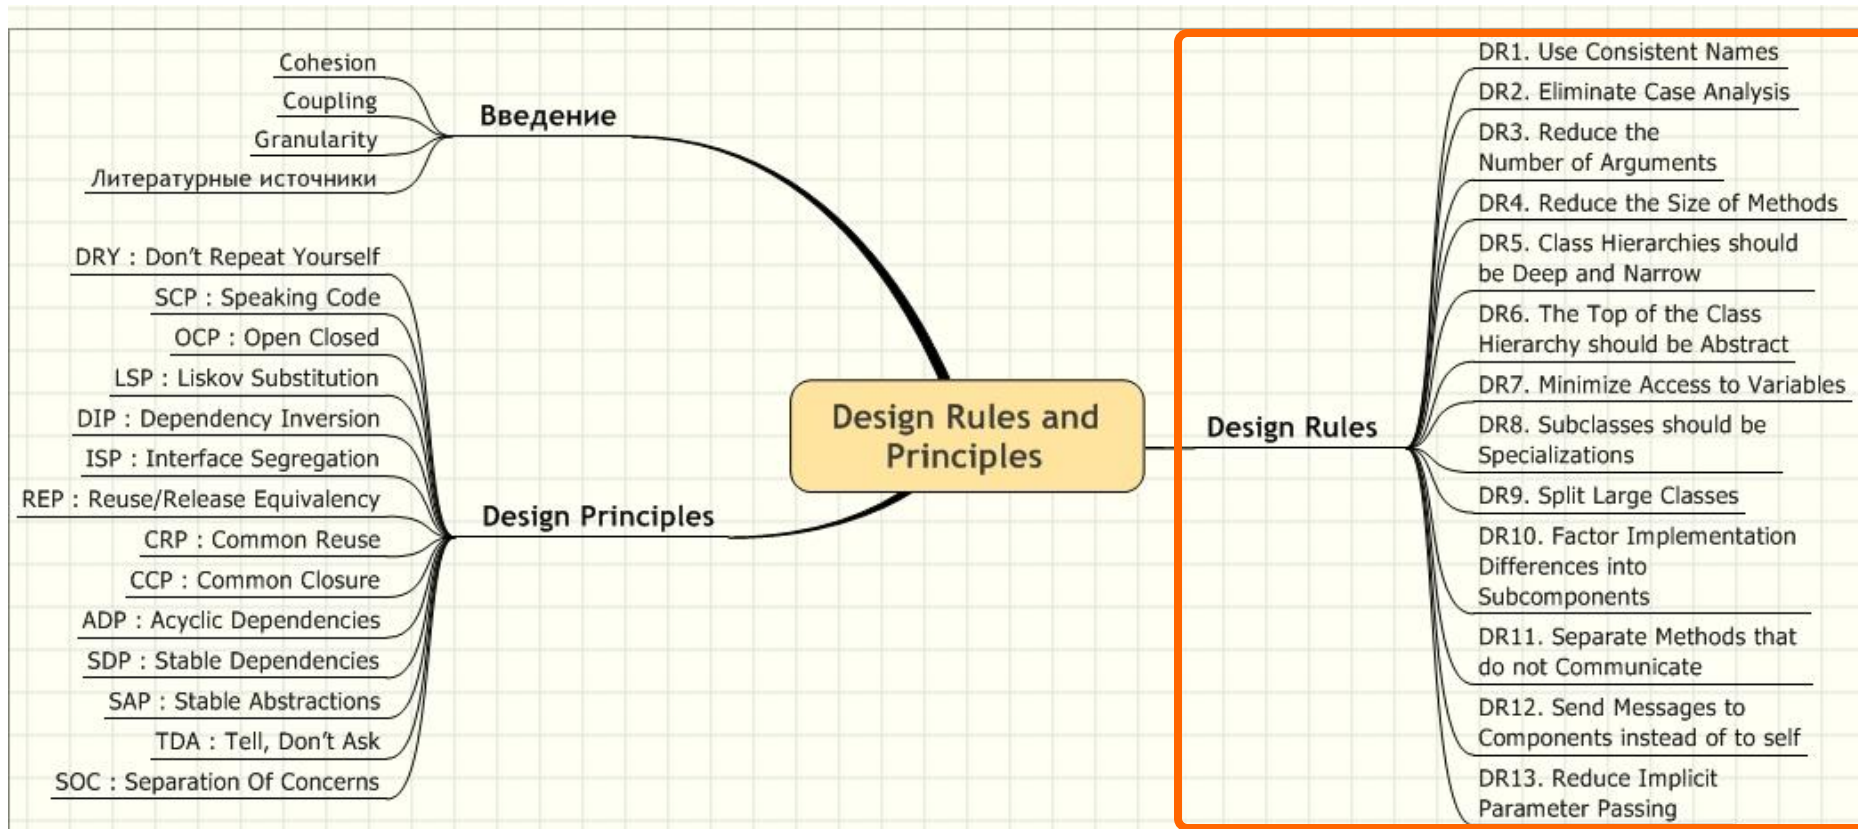 Cohesion
Coupling
Granularity
Литературные источники
Введение
DRY : Don't Repeat Yourself
SCP : Speaking Code
OCP : Open Closed
LSP : Liskov Substitution
DIP : Dependency Inversion
ISP : Interface Segregation
REP : Reuse/Release Equivalency
CRP : Common Reuse
CCP : Common Closure
ADP : Acyclic Dependencies
SDP : Stable Dependencies
SAP : Stable Abstractions
TDA : Tell, Don't Ask
SOC : Separation Of Concerns
Design Principles
Design Rules and
Principles
Design Rules
DR1. Use Consistent Names
DR2. Eliminate Case Analysis
DR3. Reduce the
Number of Arguments
DR4. Reduce the Size of Methods
DR5. Class Hierarchies should
be Deep and Narrow
DR6. The Top of the Class
Hierarchy should be Abstract
DR7. Minimize Access to Variables
DR8. Subclasses should be
Specializations
DR9. Split Large Classes
DR10. Factor Implementation
Differences into
Subcomponents
DR11. Separate Methods that
do not Communicate
DR12. Send Messages to
Components instead of to self
DR13. Reduce Implicit
Parameter Passing